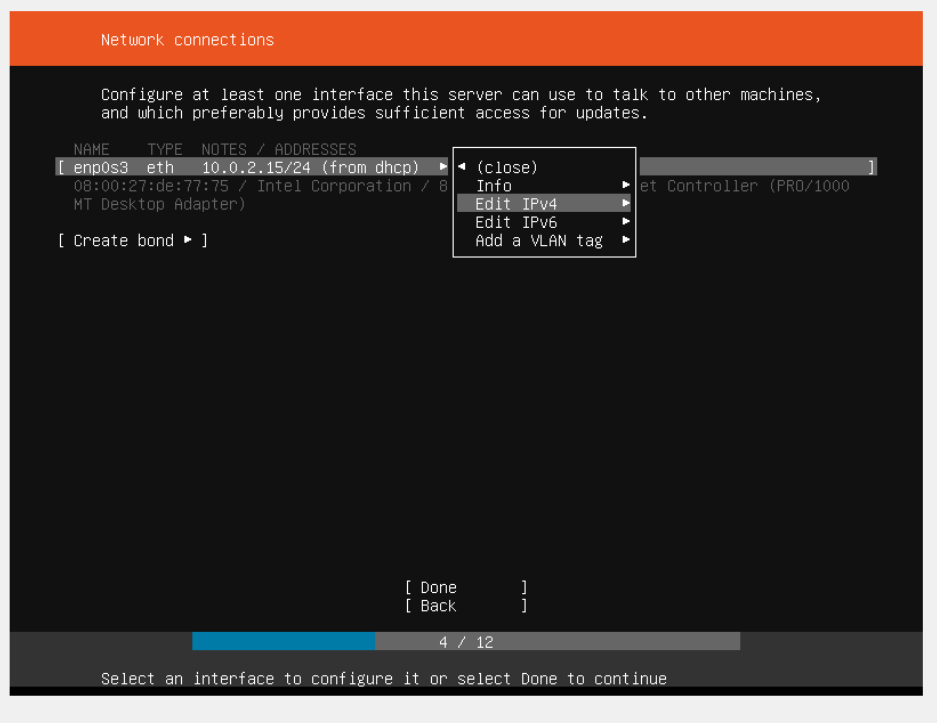 Network connections
Configure at least one interface this server can use to talk to other machines,
and which preferably provides sufficient access for updates.
NAME TYPE NOTES / ADDRESSES
[ enp0s3 eth 10.0.2.15/24 (from dhcp) ▸ ]
08:00:27:de:77:75 / Intel Corporation / 8 et Controller (PRO/1000
MT Desktop Adapter)
◂ (close)
Info ▸
Edit IPv4 ▸
Edit IPv6 ▸
Add a VLAN tag ▸
[ Create bond ▸ ]
[ Done ]
[ Back ]
4 / 12
Select an interface to configure it or select Done to continue